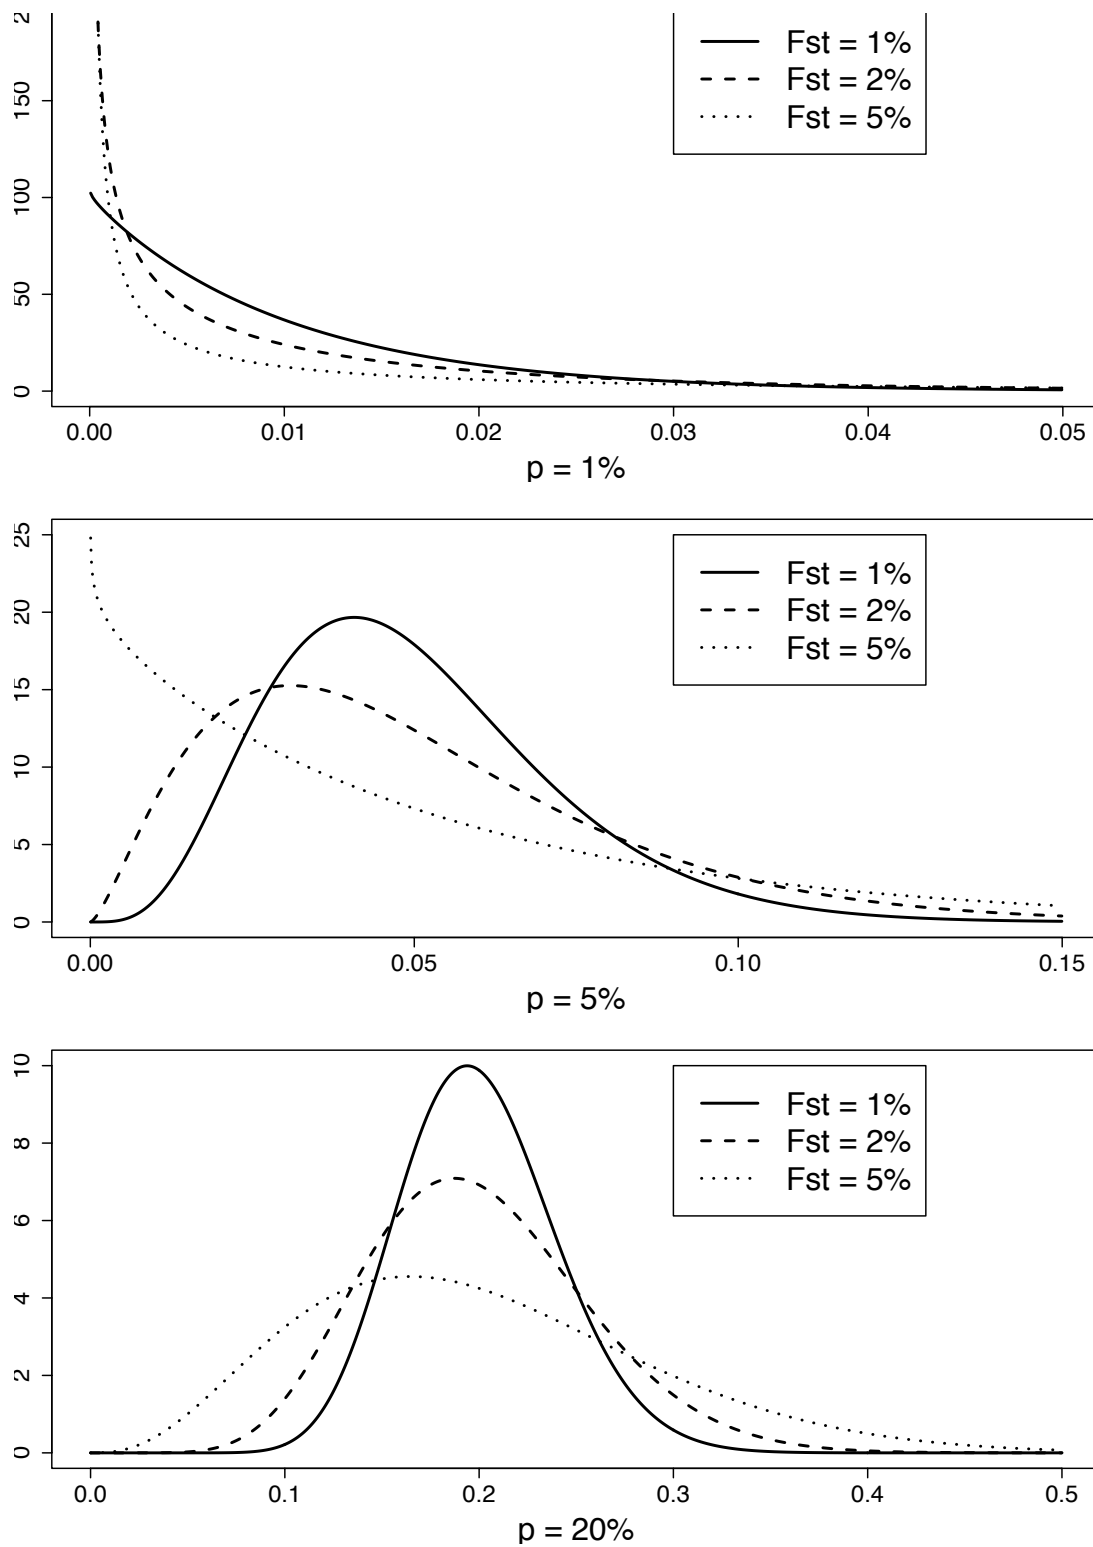 Fst = 1%
Fst = 2%
Fst = 5%
150
100
50
0
0.00 0.01 0.02 0.03 0.04 0.05
p = 1%
25
20
15
10
5
0
Fst = 1%
Fst = 2%
Fst = 5%
0.00 0.05 0.10 0.15
p = 5%
10
8
6
4
2
0
Fst = 1%
Fst = 2%
Fst = 5%
0.0 0.1 0.2 0.3 0.4 0.5
p = 20%